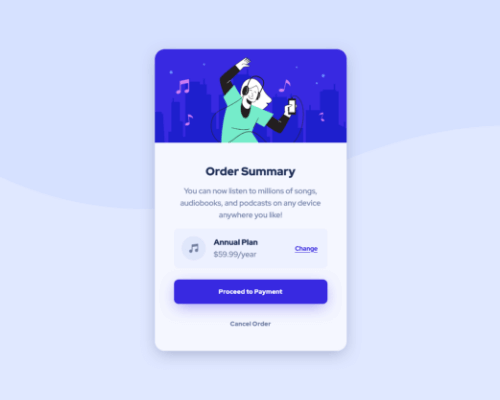 Order Summary
You can now listen to millions of songs,
audiobooks, and podcasts on any device
anywhere you like!
Annual Plan
$59.99/year
Change
Proceed to Payment
Cancel Order